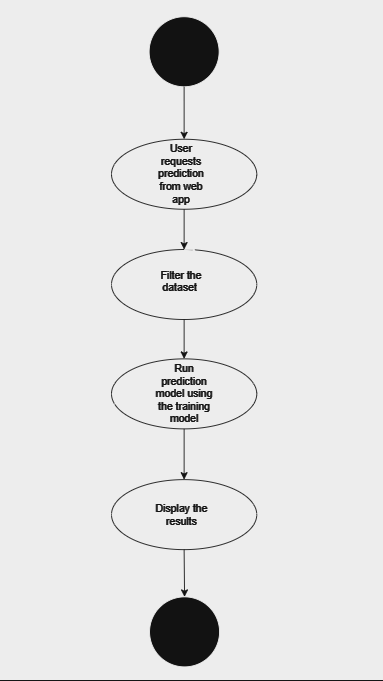 User
requests
prediction
from web
app
Filter the
dataset
Run
prediction
model using
the training
model
Display the
results